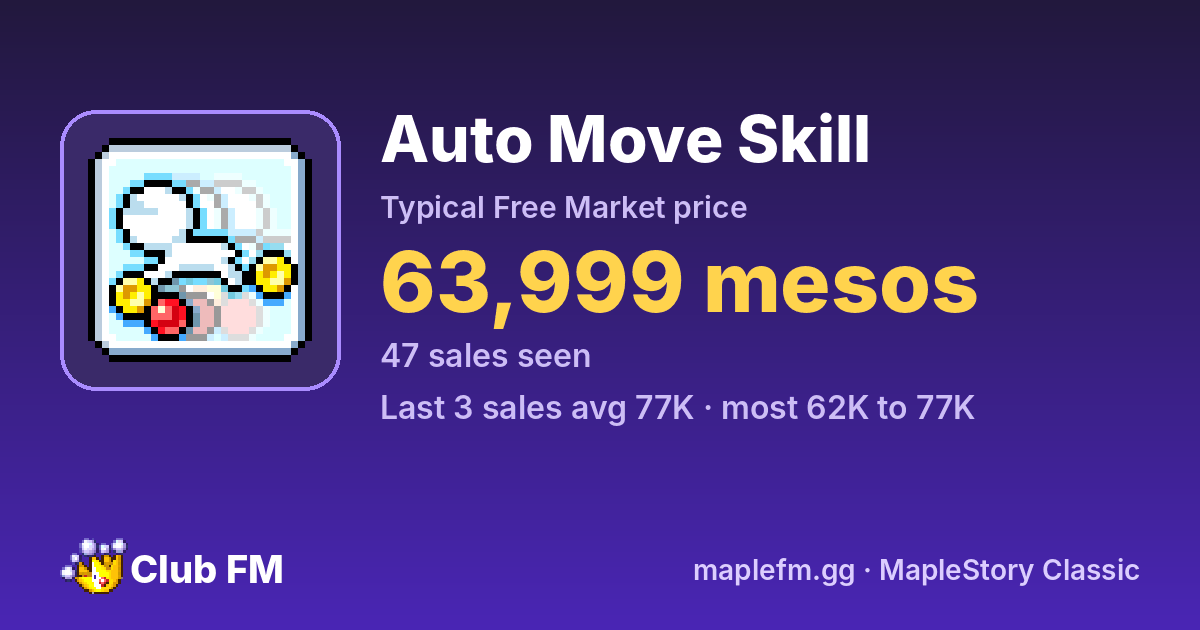 Auto Move Skill
Typical Free Market price
63,999 mesos
47 sales seen
Last 3 sales avg 77K · most 62K to 77K
Club FM
maplefm.gg · MapleStory Classic